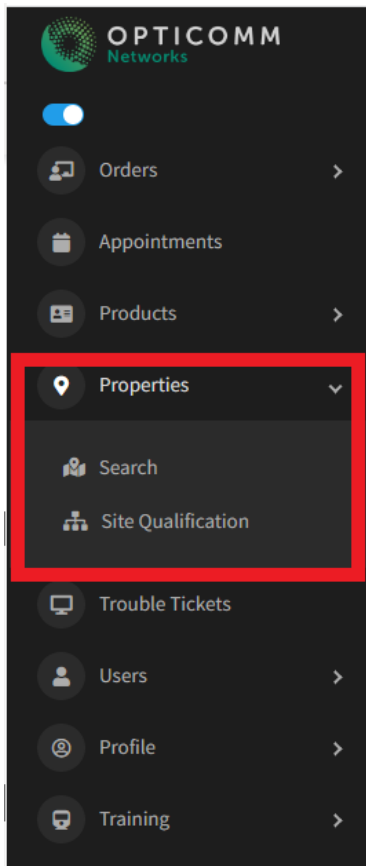 OPTICOMM
Networks
Orders
Appointments
Products
Properties
Search
Site Qualification
Trouble Tickets
Users
Profile
Training